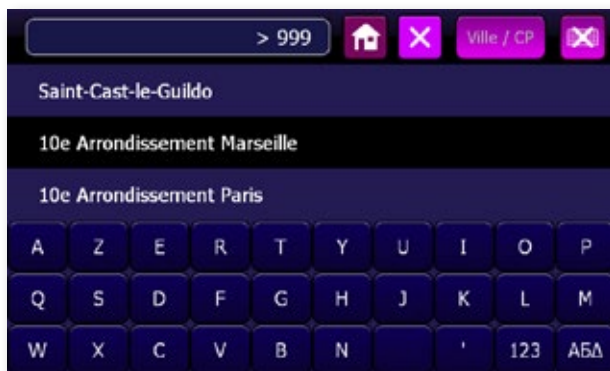 > 999 Ville / CP
Saint-Cast-le-Guildo
10e Arrondissement Marseille
10e Arrondissement Paris
A Z E R T Y U I O P
Q S D F G H J K L M
W X C V B N ' 123 АБΔ